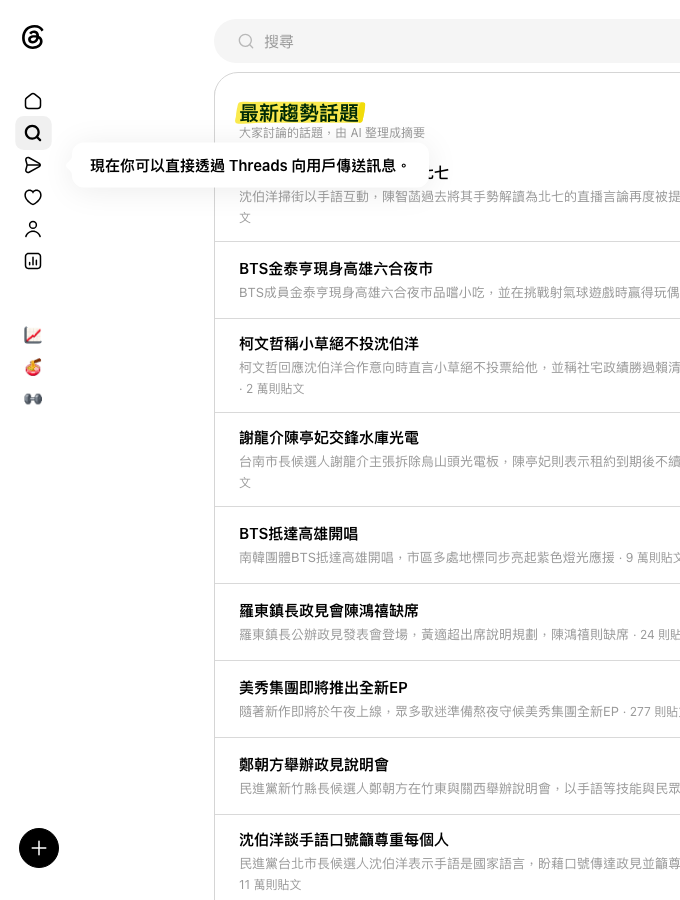 搜尋
最新趨勢話題
大家討論的話題，由 AI 整理成摘要
現在你可以直接透過 Threads 向用戶傳送訊息。
七
沈伯洋掃街以手語互動，陳智菡過去將其手勢解讀為北七的直播言論再度被提
文
BTS金泰亨現身高雄六合夜市
BTS成員金泰亨現身高雄六合夜市品嚐小吃，並在挑戰射氣球遊戲時贏得玩偶
柯文哲稱小草絕不投沈伯洋
柯文哲回應沈伯洋合作意向時直言小草絕不投票給他，並稱社宅政績勝過賴清
· 2 萬則貼文
謝龍介陳亭妃交鋒水庫光電
台南市長候選人謝龍介主張拆除烏山頭光電板，陳亭妃則表示租約到期後不續
文
BTS抵達高雄開唱
南韓團體BTS抵達高雄開唱，市區多處地標同步亮起紫色燈光應援 · 9 萬則貼文
羅東鎮長政見會陳鴻禧缺席
羅東鎮長公辦政見發表會登場，黃適超出席說明規劃，陳鴻禧則缺席 · 24 則貼
美秀集團即將推出全新EP
隨著新作即將於午夜上線，眾多歌迷準備熬夜守候美秀集團全新EP · 277 則貼
鄭朝方舉辦政見說明會
民進黨新竹縣長候選人鄭朝方在竹東與關西舉辦說明會，以手語等技能與民眾
沈伯洋談手語口號籲尊重每個人
民進黨台北市長候選人沈伯洋表示手語是國家語言，盼藉口號傳達政見並籲尊
11 萬則貼文